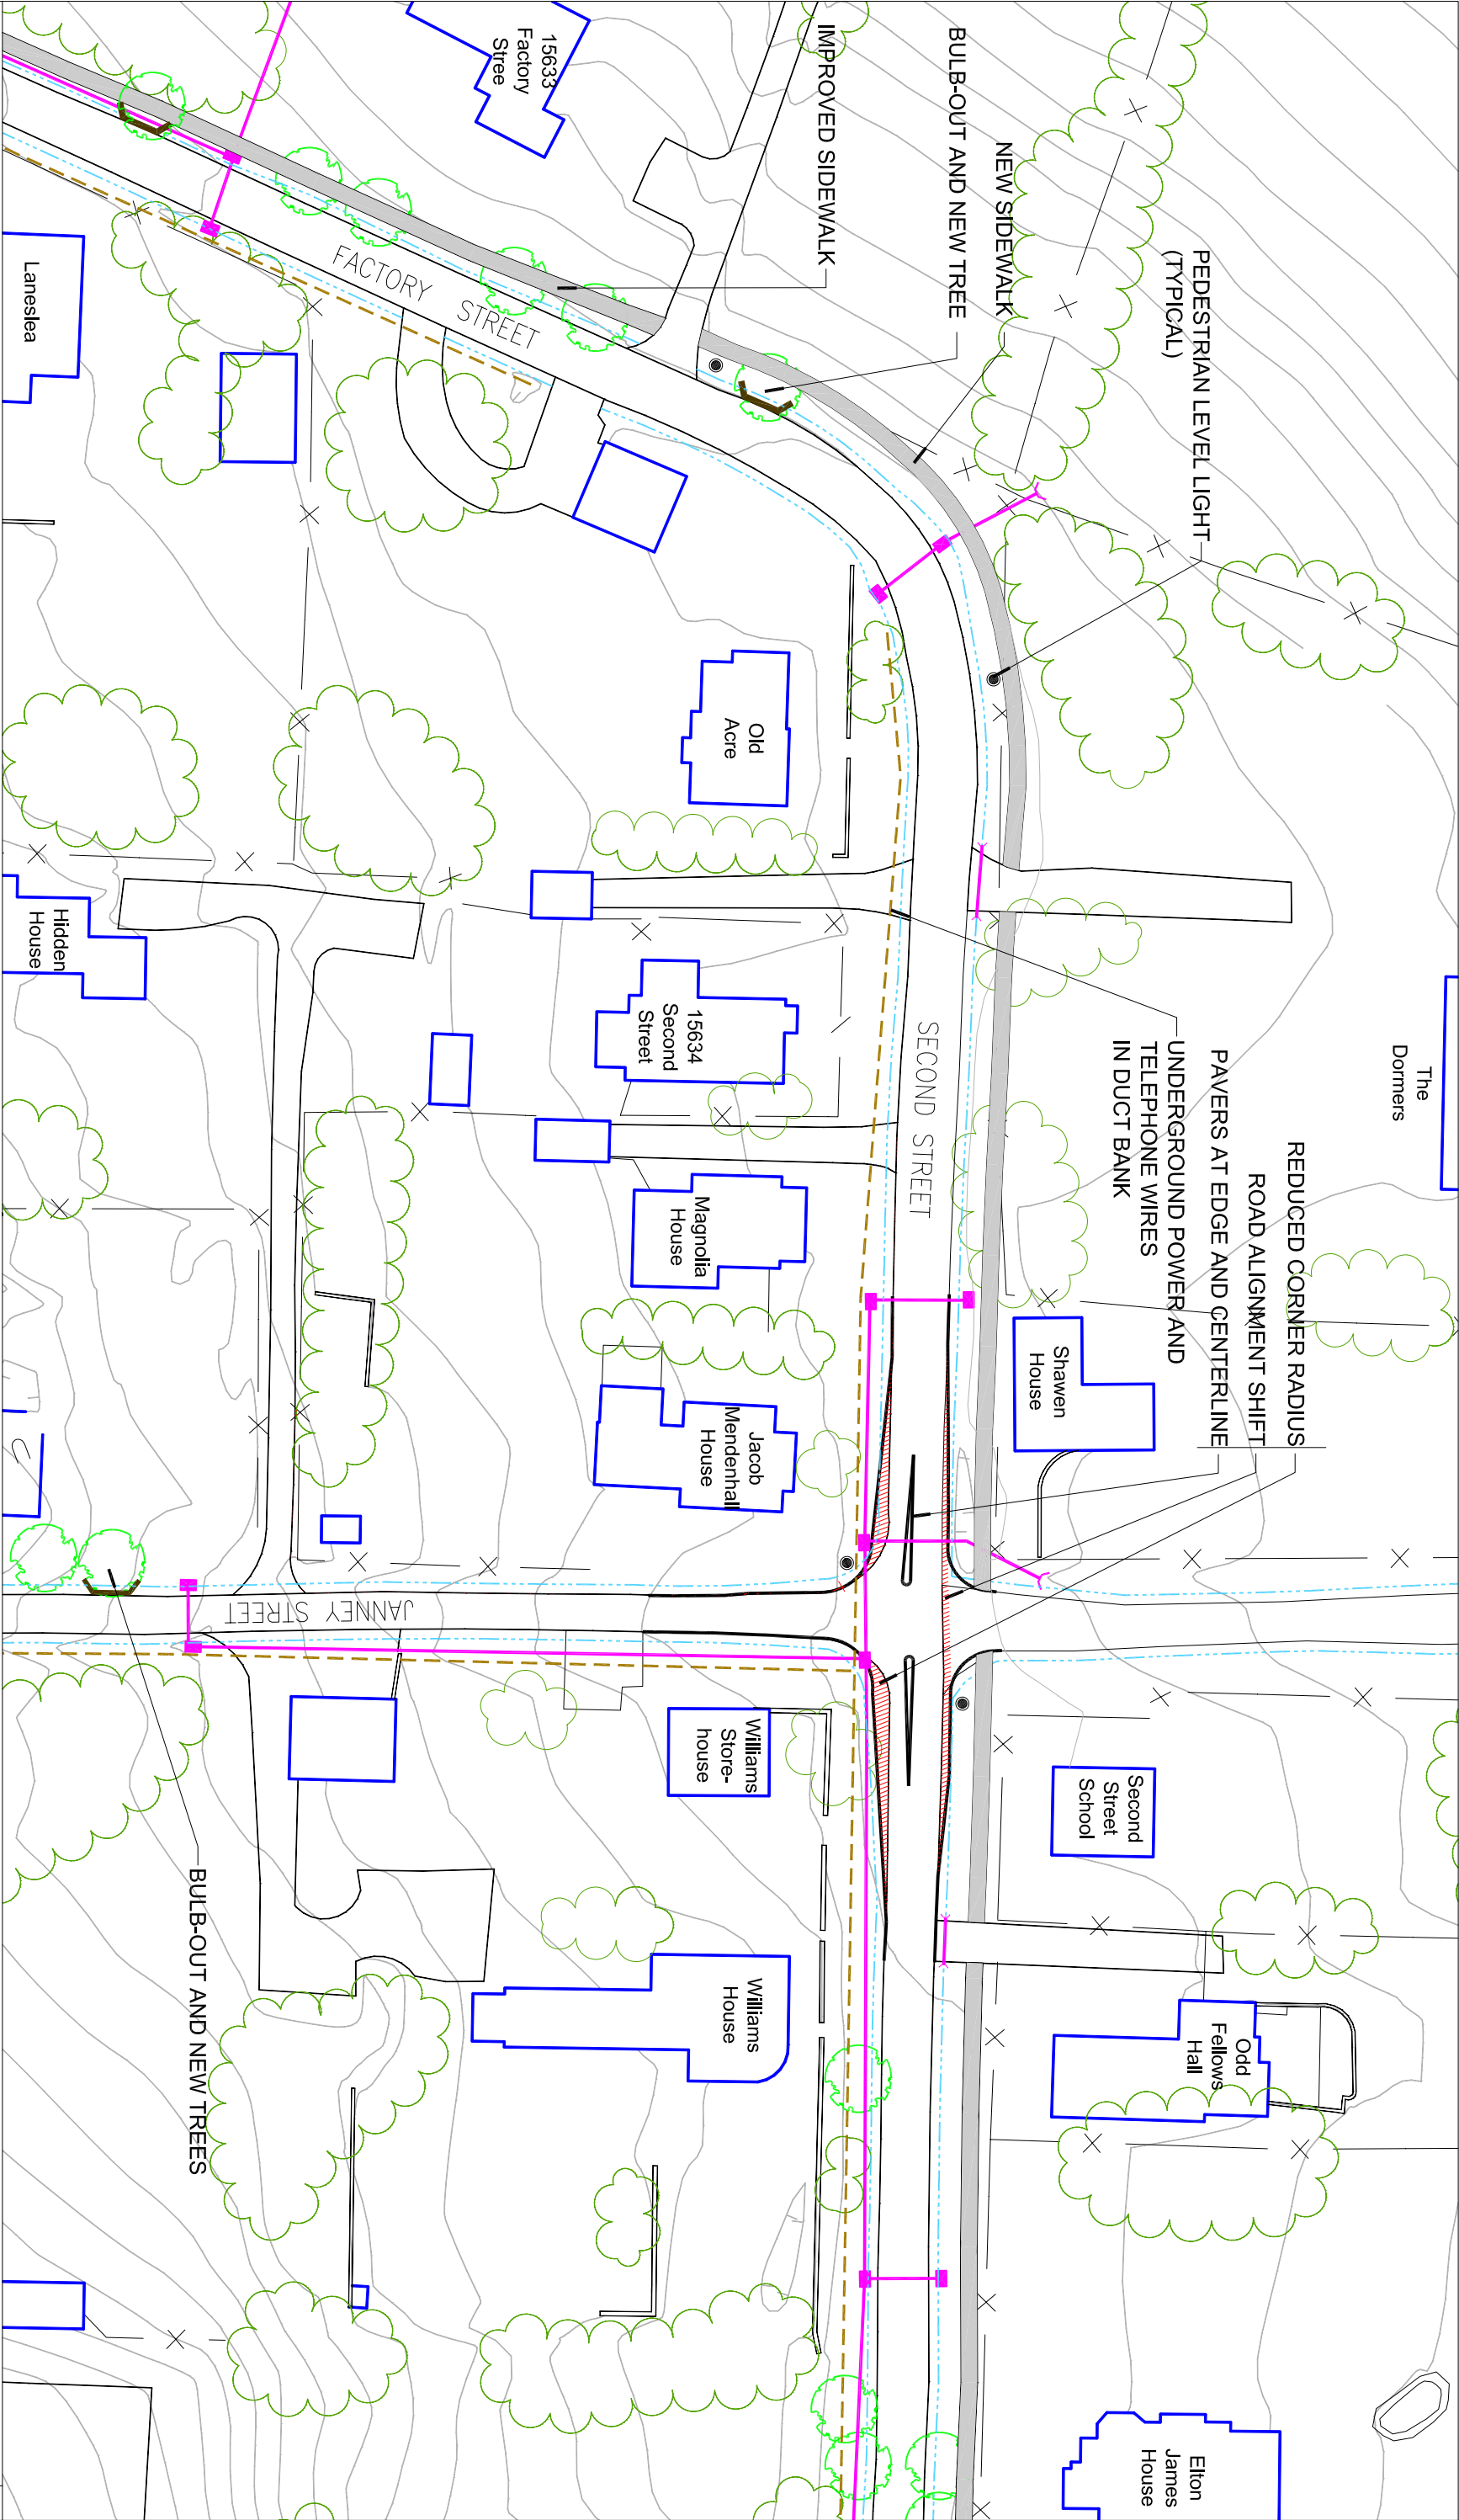 15633
Factory
Stree
IMPROVED SIDEWALK
BULB-OUT AND NEW TREE
NEW SIDEWALK
PEDESTRIAN LEVEL LIGHT
(TYPICAL)
FACTORY STREET
Laneslea
Old
Acre
Hidden
House
15634
Second
Street
SECOND STREET
The
Dormers
UNDERGROUND POWER AND
TELEPHONE WIRES
IN DUCT BANK
PAVERS AT EDGE AND CENTERLINE
ROAD ALIGNMENT SHIFT
REDUCED CORNER RADIUS
Magnolia
House
Shawen
House
Jacob
Mendenhall
House
JANNEY STREET
Williams
Store-
house
Second
Street
School
BULB-OUT AND NEW TREES
Williams
House
Odd
Fellows
Hall
Elton
James
House